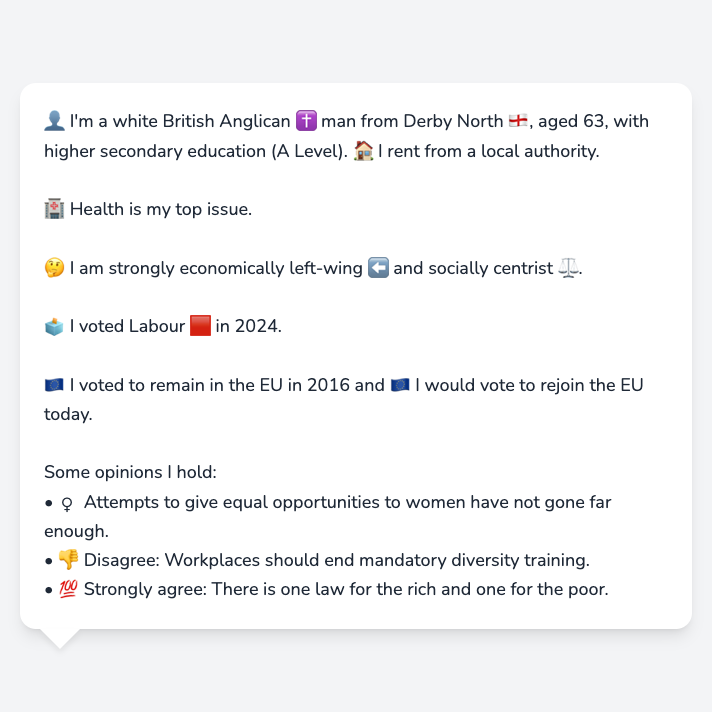 👤 I'm a white British Anglican ✝️ man from Derby North 🏴󠁧󠁢󠁥󠁮󠁧󠁿, aged 63, with
higher secondary education (A Level). 🏠 I rent from a local authority.
🏥 Health is my top issue.
🤔 I am strongly economically left-wing ⬅️ and socially centrist ⚖️.
🗳️ I voted Labour 🟥 in 2024.
🇪🇺 I voted to remain in the EU in 2016 and 🇪🇺 I would vote to rejoin the EU
today.
Some opinions I hold:
• ♀ Attempts to give equal opportunities to women have not gone far
enough.
• 👎 Disagree: Workplaces should end mandatory diversity training.
• 💯 Strongly agree: There is one law for the rich and one for the poor.